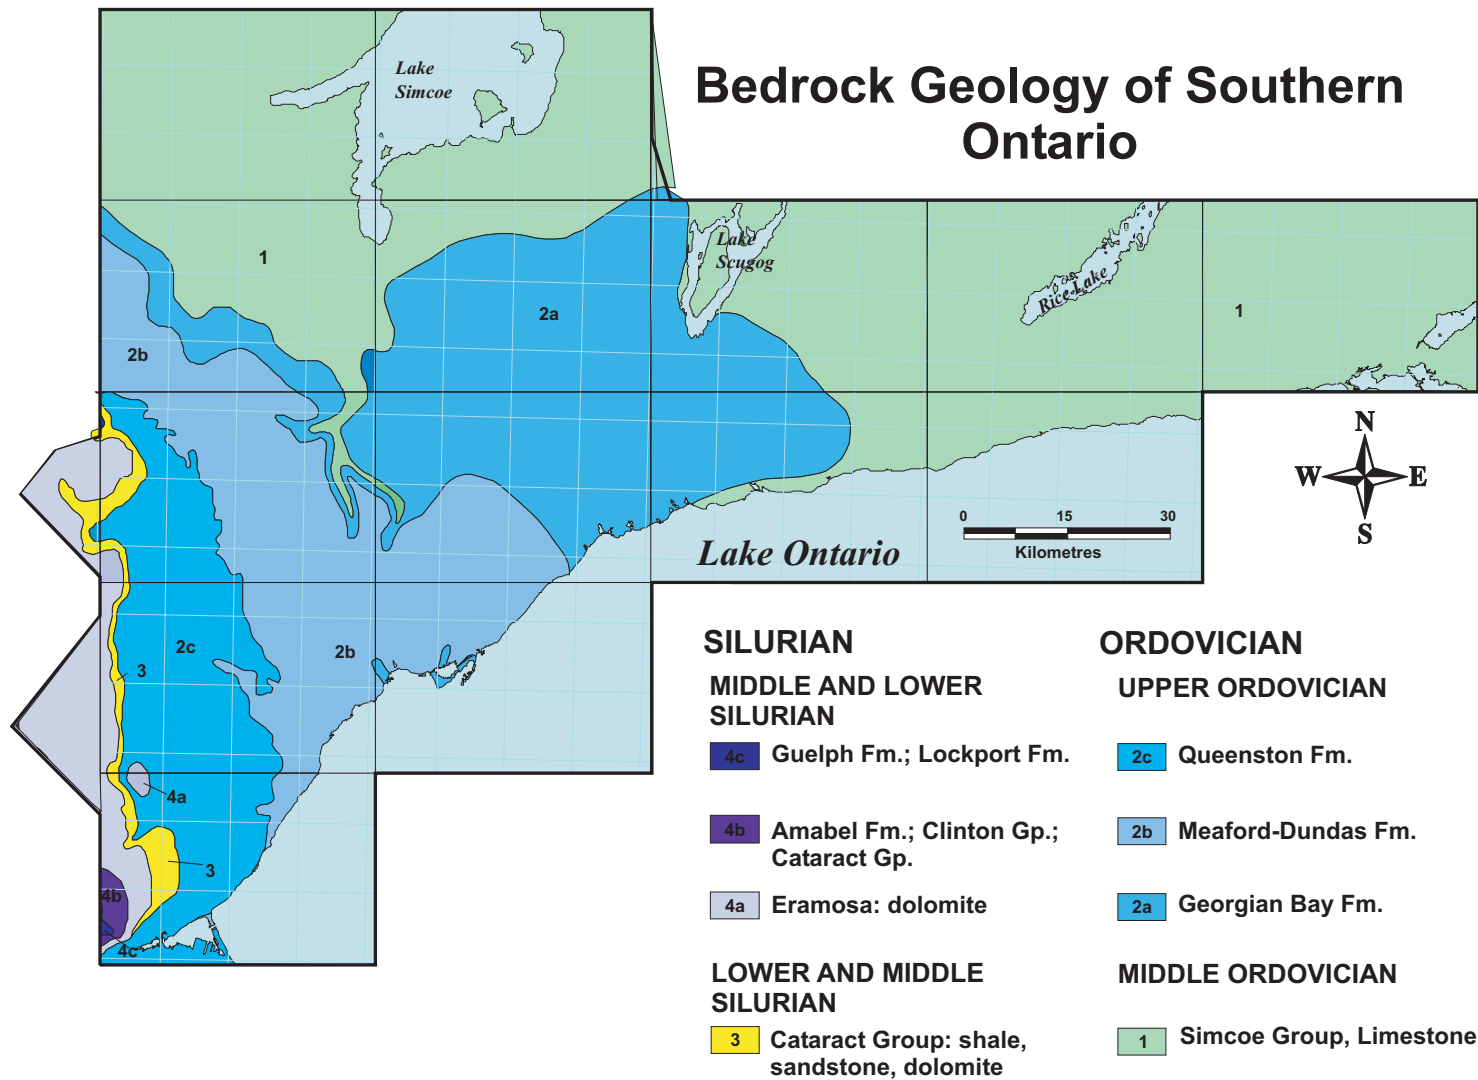 Bedrock Geology of Southern
Ontario
Lake
Simcoe
1
Lake
Scugog
Rice Lake
1
2a
2b
N
W E
S
0 15 30
Kilometres
Lake Ontario
2c
2b
3
4a
3
4b
4c
SILURIAN
MIDDLE AND LOWER
SILURIAN
4c Guelph Fm.; Lockport Fm.
4b Amabel Fm.; Clinton Gp.;
Cataract Gp.
4a Eramosa: dolomite
LOWER AND MIDDLE
SILURIAN
3 Cataract Group: shale,
sandstone, dolomite
ORDOVICIAN
UPPER ORDOVICIAN
2c Queenston Fm.
2b Meaford-Dundas Fm.
2a Georgian Bay Fm.
MIDDLE ORDOVICIAN
1 Simcoe Group, Limestone